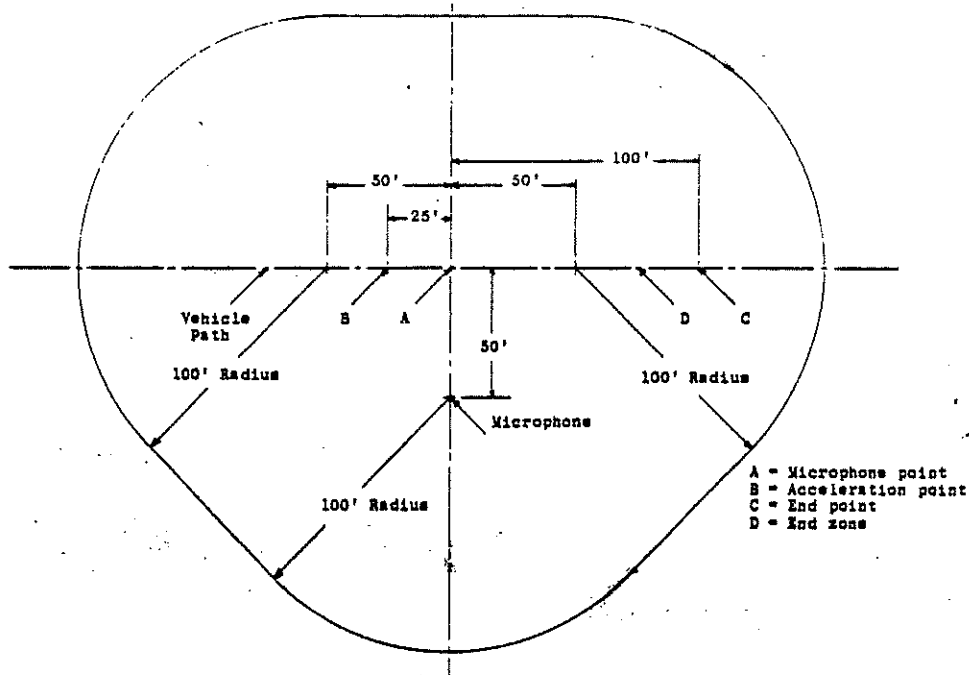 100'
50'
50'
25'
Vehicle
Path
B
A
D
C
50'
100' Radius
100' Radius
Microphone
100' Radius
A = Microphone point
B = Acceleration point
C = End point
D = End zone